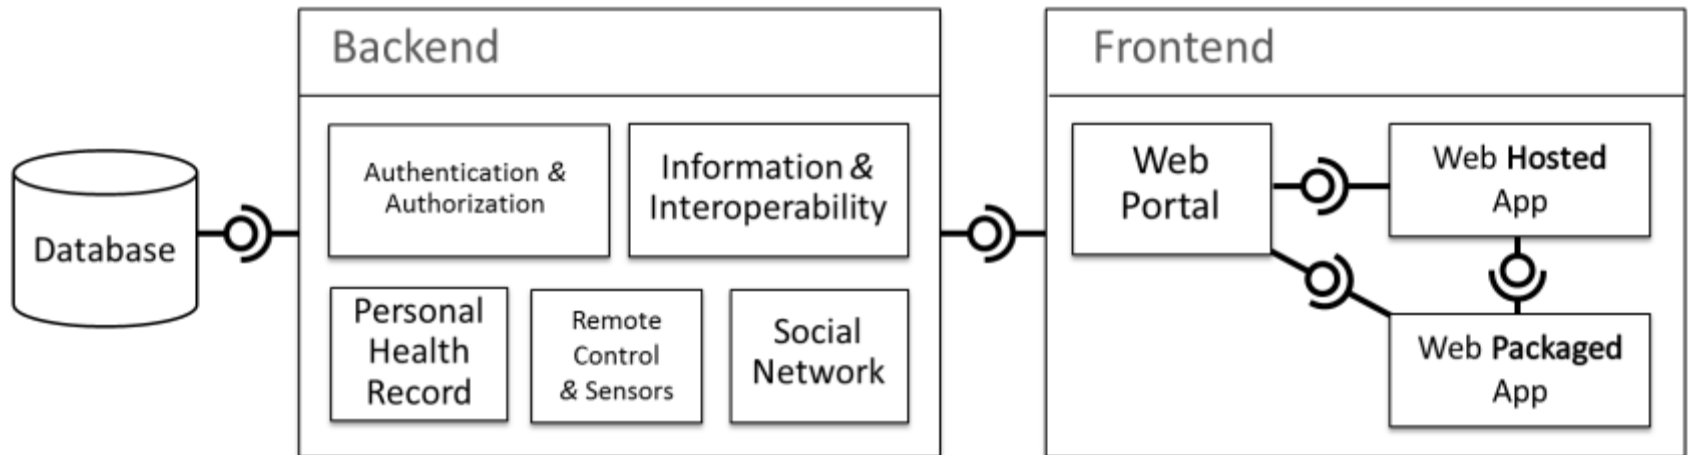 Backend
Frontend
Database
Authentication &
Authorization
Information &
Interoperability
Personal
Health
Record
Remote
Control
& Sensors
Social
Network
Web
Portal
Web Hosted
App
Web Packaged
App